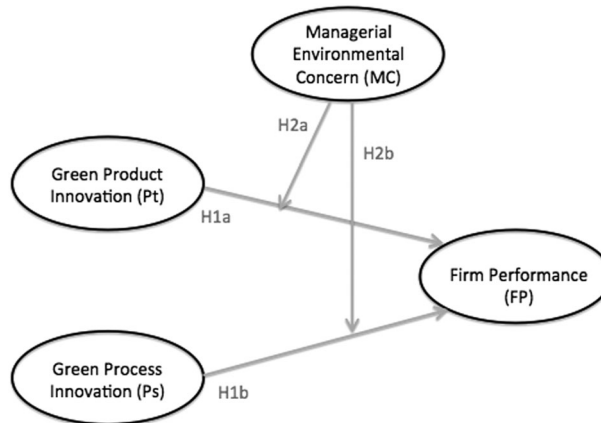 Managerial
Environmental
Concern (MC)
H2a
H2b
Green Product
Innovation (Pt)
H1a
Firm Performance
(FP)
Green Process
Innovation (Ps)
H1b